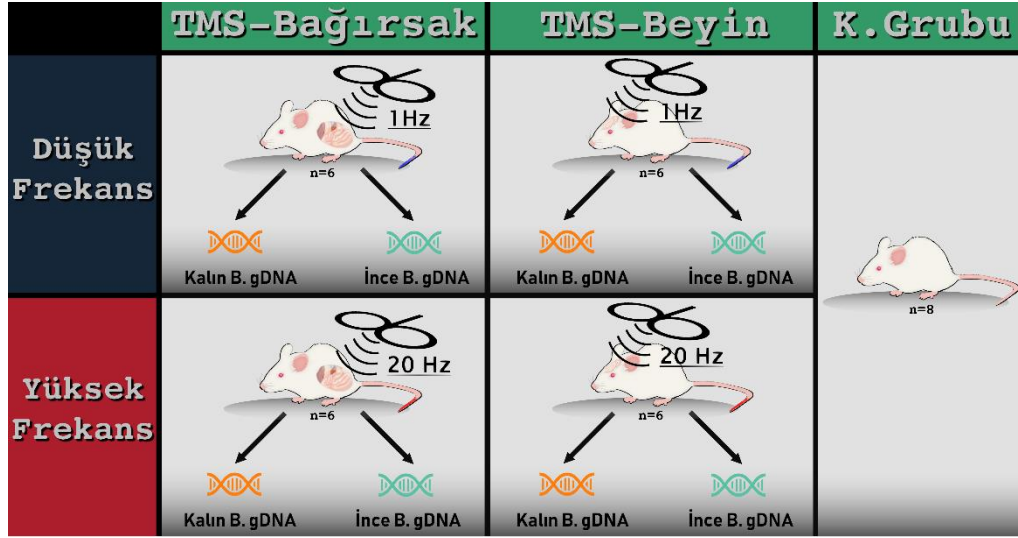 TMS-Bağırsak
TMS-Beyin
K.Grubu
Düşük
Frekans
1Hz
n=6
Kalın B. gDNA
İnce B. gDNA
1Hz
n=6
Kalın B. gDNA
İnce B. gDNA
n=8
Yüksek
Frekans
20 Hz
n=6
Kalın B. gDNA
İnce B. gDNA
20 Hz
n=6
Kalın B. gDNA
İnce B. gDNA